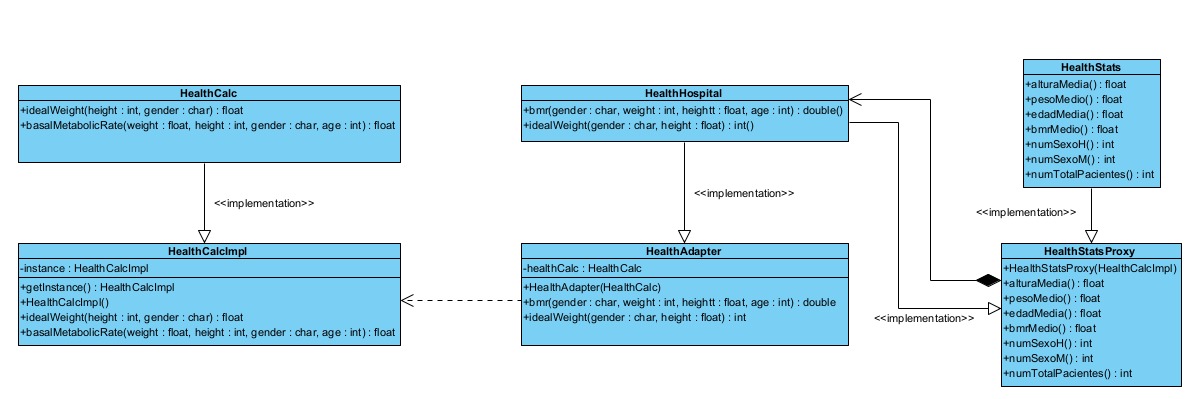 HealthCalc
+idealWeight(height : int, gender : char) : float
+basalMetabolicRate(weight : float, height : int, gender : char, age : int) : float
<<implementation>>
HealthCalcImpl
-instance : HealthCalcImpl
+getInstance() : HealthCalcImpl
+HealthCalcImpl()
+idealWeight(height : int, gender : char) : float
+basalMetabolicRate(weight : float, height : int, gender : char, age : int) : float
HealthHospital
+bmr(gender : char, weight : int, heightt : float, age : int) : double()
+idealWeight(gender : char, height : float) : int()
<<implementation>>
HealthAdapter
-healthCalc : HealthCalc
+HealthAdapter(HealthCalc)
+bmr(gender : char, weight : int, heightt : float, age : int) : double
+idealWeight(gender : char, height : float) : int
<<implementation>>
HealthStats
+alturaMedia() : float
+pesoMedio() : float
+edadMedia() : float
+bmrMedio() : float
+numSexoH() : int
+numSexoM() : int
+numTotalPacientes() : int
<<implementation>>
HealthStatsProxy
+HealthStatsProxy(HealthCalcImpl)
+alturaMedia() : float
+pesoMedio() : float
+edadMedia() : float
+bmrMedio() : float
+numSexoH() : int
+numSexoM() : int
+numTotalPacientes() : int